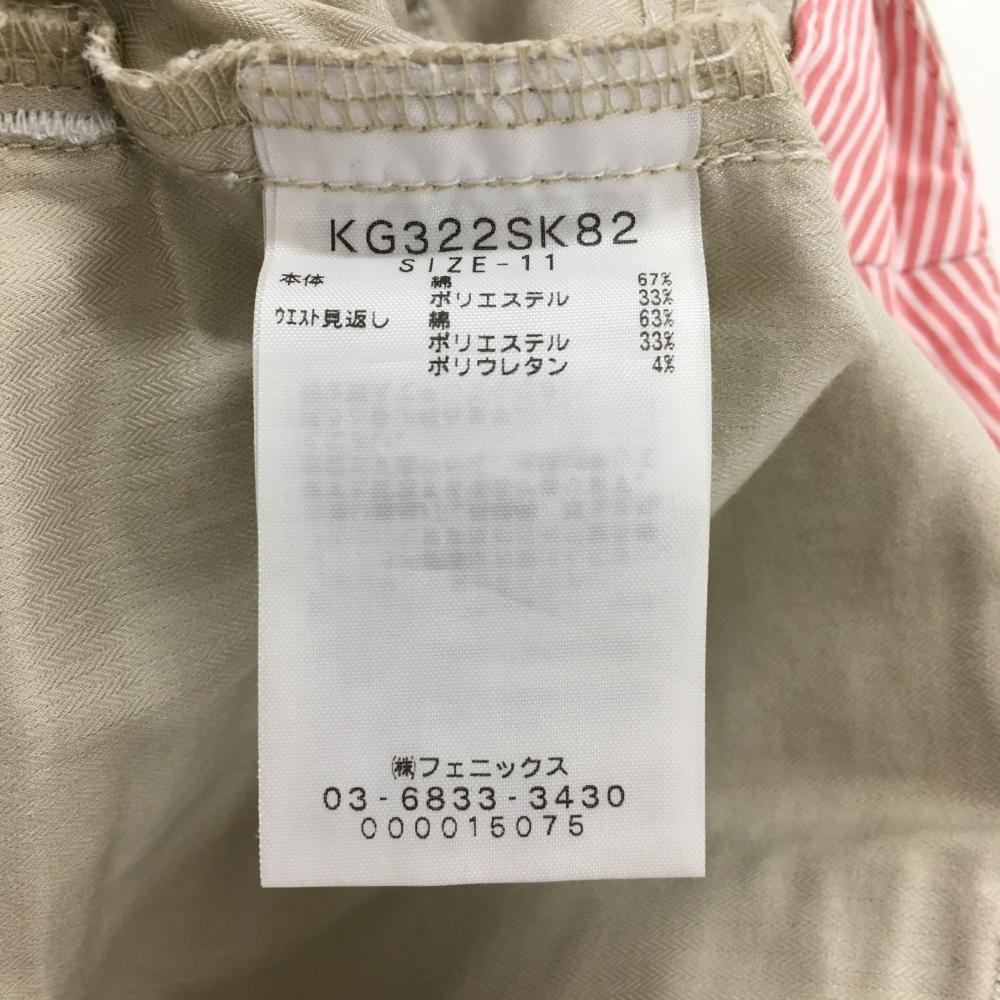 KG322SK82
SIZE-11
本体 綿 67%
ポリエステル 33%
ウエスト見返し 綿 63%
ポリエステル 33%
ポリウレタン 4%
㈱フェニックス
03-6833-3430
000015075